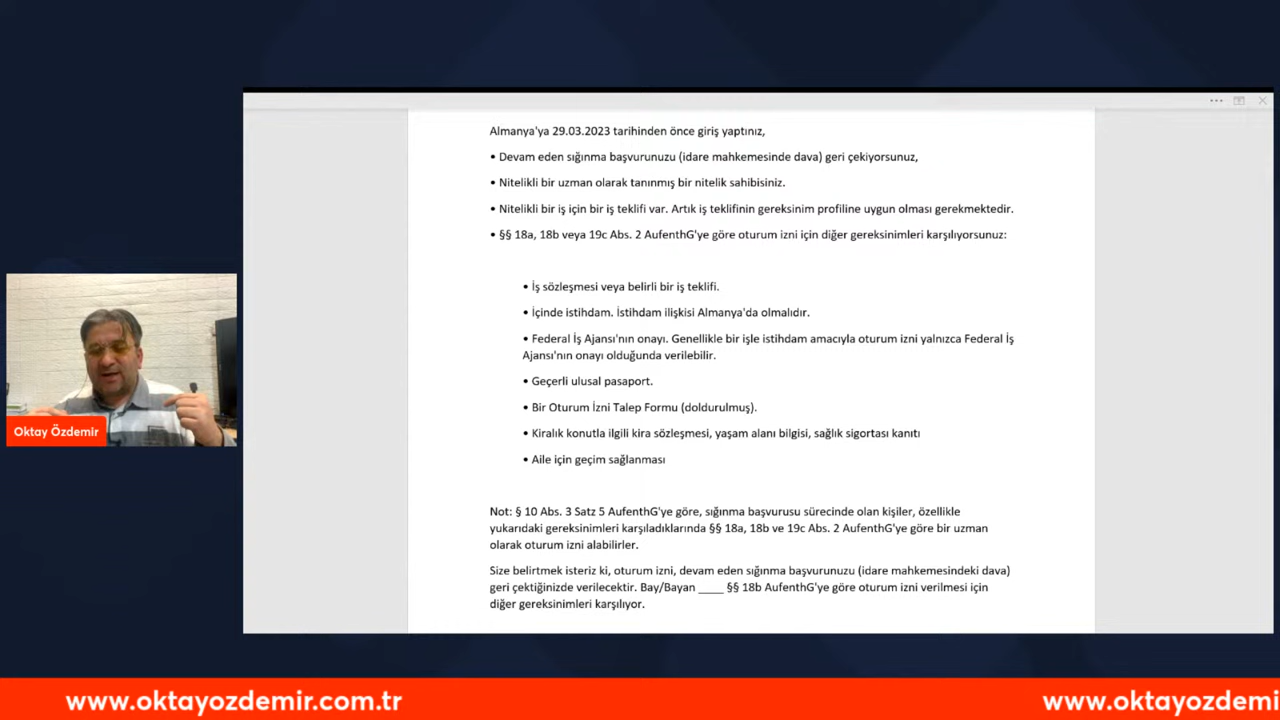 Almanya'ya 29.03.2023 tarihinden önce giriş yaptınız,
• Devam eden sığınma başvurunuzu (idare mahkemesinde dava) geri çekiyorsunuz,
• Nitelikli bir uzman olarak tanınmış bir nitelik sahibisiniz.
• Nitelikli bir iş için bir iş teklifi var. Artık iş teklifinin gereksinim profiline uygun olması gerekmektedir.
• §§ 18a, 18b veya 19c Abs. 2 AufenthG'ye göre oturum izni için diğer gereksinimleri karşılıyorsunuz:
• İş sözleşmesi veya belirli bir iş teklifi.
• İçinde istihdam. İstihdam ilişkisi Almanya'da olmalıdır.
• Federal İş Ajansı'nın onayı. Genellikle bir işle istihdam amacıyla oturum izni yalnızca Federal İş
Ajansı'nın onayı olduğunda verilebilir.
• Geçerli ulusal pasaport.
• Bir Oturum İzni Talep Formu (doldurulmuş).
• Kiralık konutla ilgili kira sözleşmesi, yaşam alanı bilgisi, sağlık sigortası kanıtı
• Aile için geçim sağlanması
Not: § 10 Abs. 3 Satz 5 AufenthG'ye göre, sığınma başvurusu sürecinde olan kişiler, özellikle
yukarıdaki gereksinimleri karşıladıklarında §§ 18a, 18b ve 19c Abs. 2 AufenthG'ye göre bir uzman
olarak oturum izni alabilirler.
Size belirtmek isteriz ki, oturum izni, devam eden sığınma başvurunuzu (idare mahkemesindeki dava)
geri çektiğinizde verilecektir. Bay/Bayan ____ §§ 18b AufenthG'ye göre oturum izni verilmesi için
diğer gereksinimleri karşılıyor.
Oktay Özdemir
www.oktayozdemir.com.tr
www.oktayozdemi